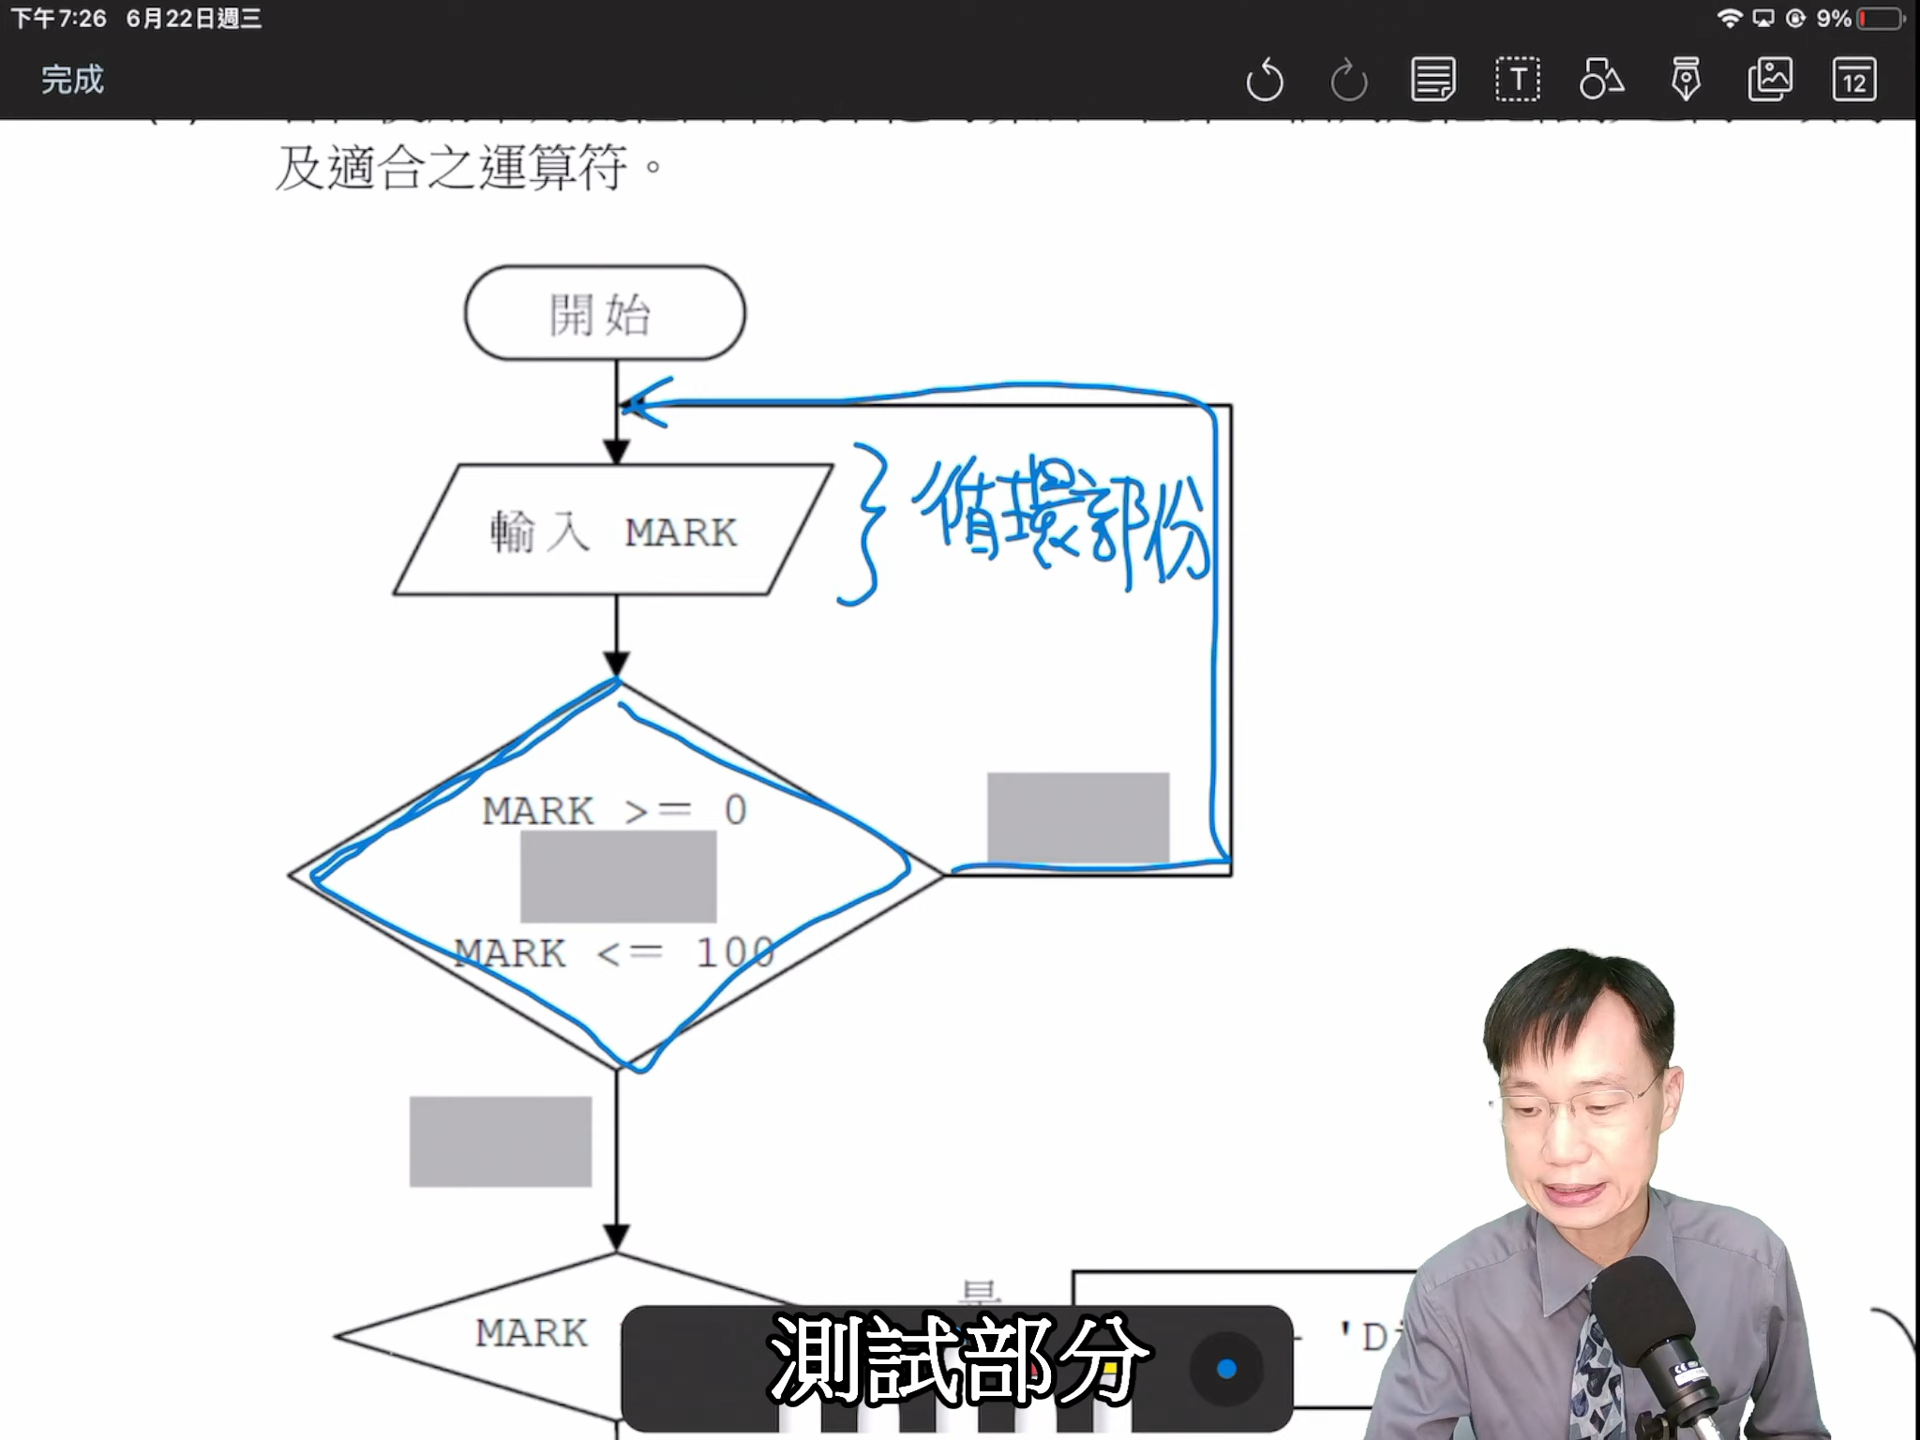 下午7:26 6月22日週三
9%
完成
T
12
及適合之運算符。
開始
輸入 MARK
循環部份
MARK >= 0
MARK <= 100
是
MARK
'Di
測試部分